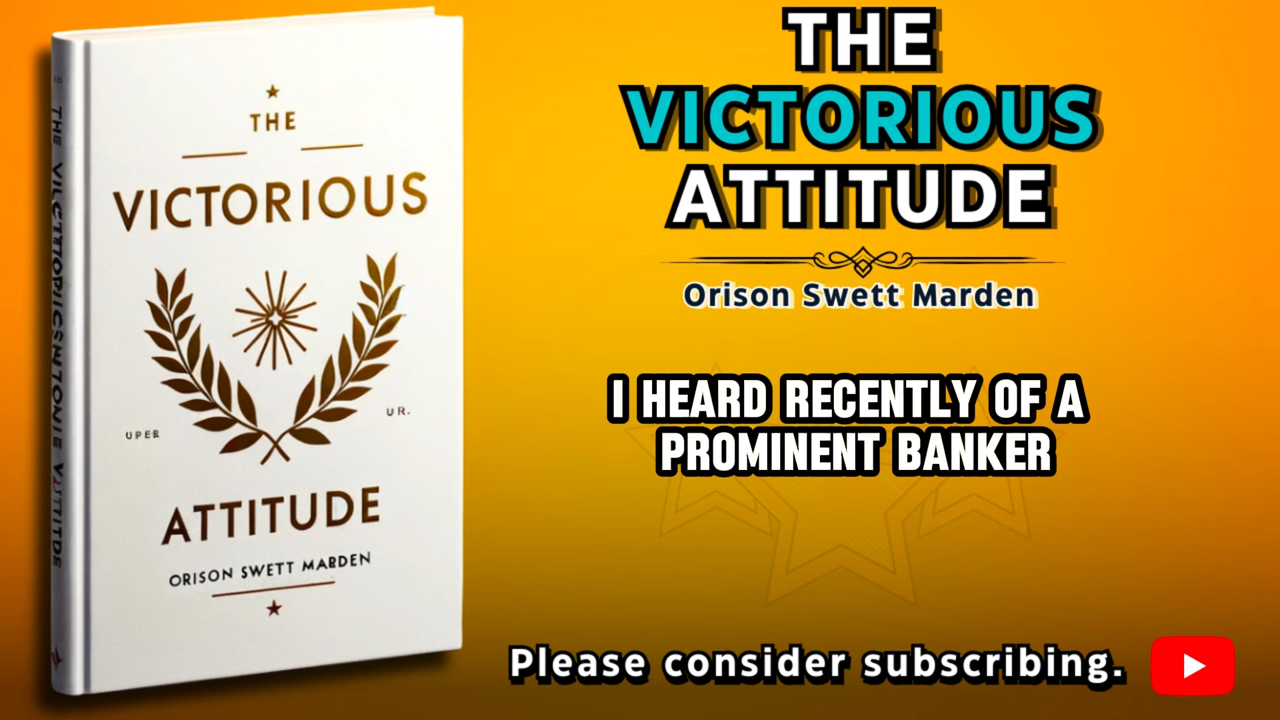 THE
VICTORIOUS
UPER
UR.
ATTITUDE
ORISON SWETT MARDEN
THE
VICTORIOUS
ATTITUDE
Orison Swett Marden
I HEARD RECENTLY OF A
PROMINENT BANKER
Please consider subscribing.